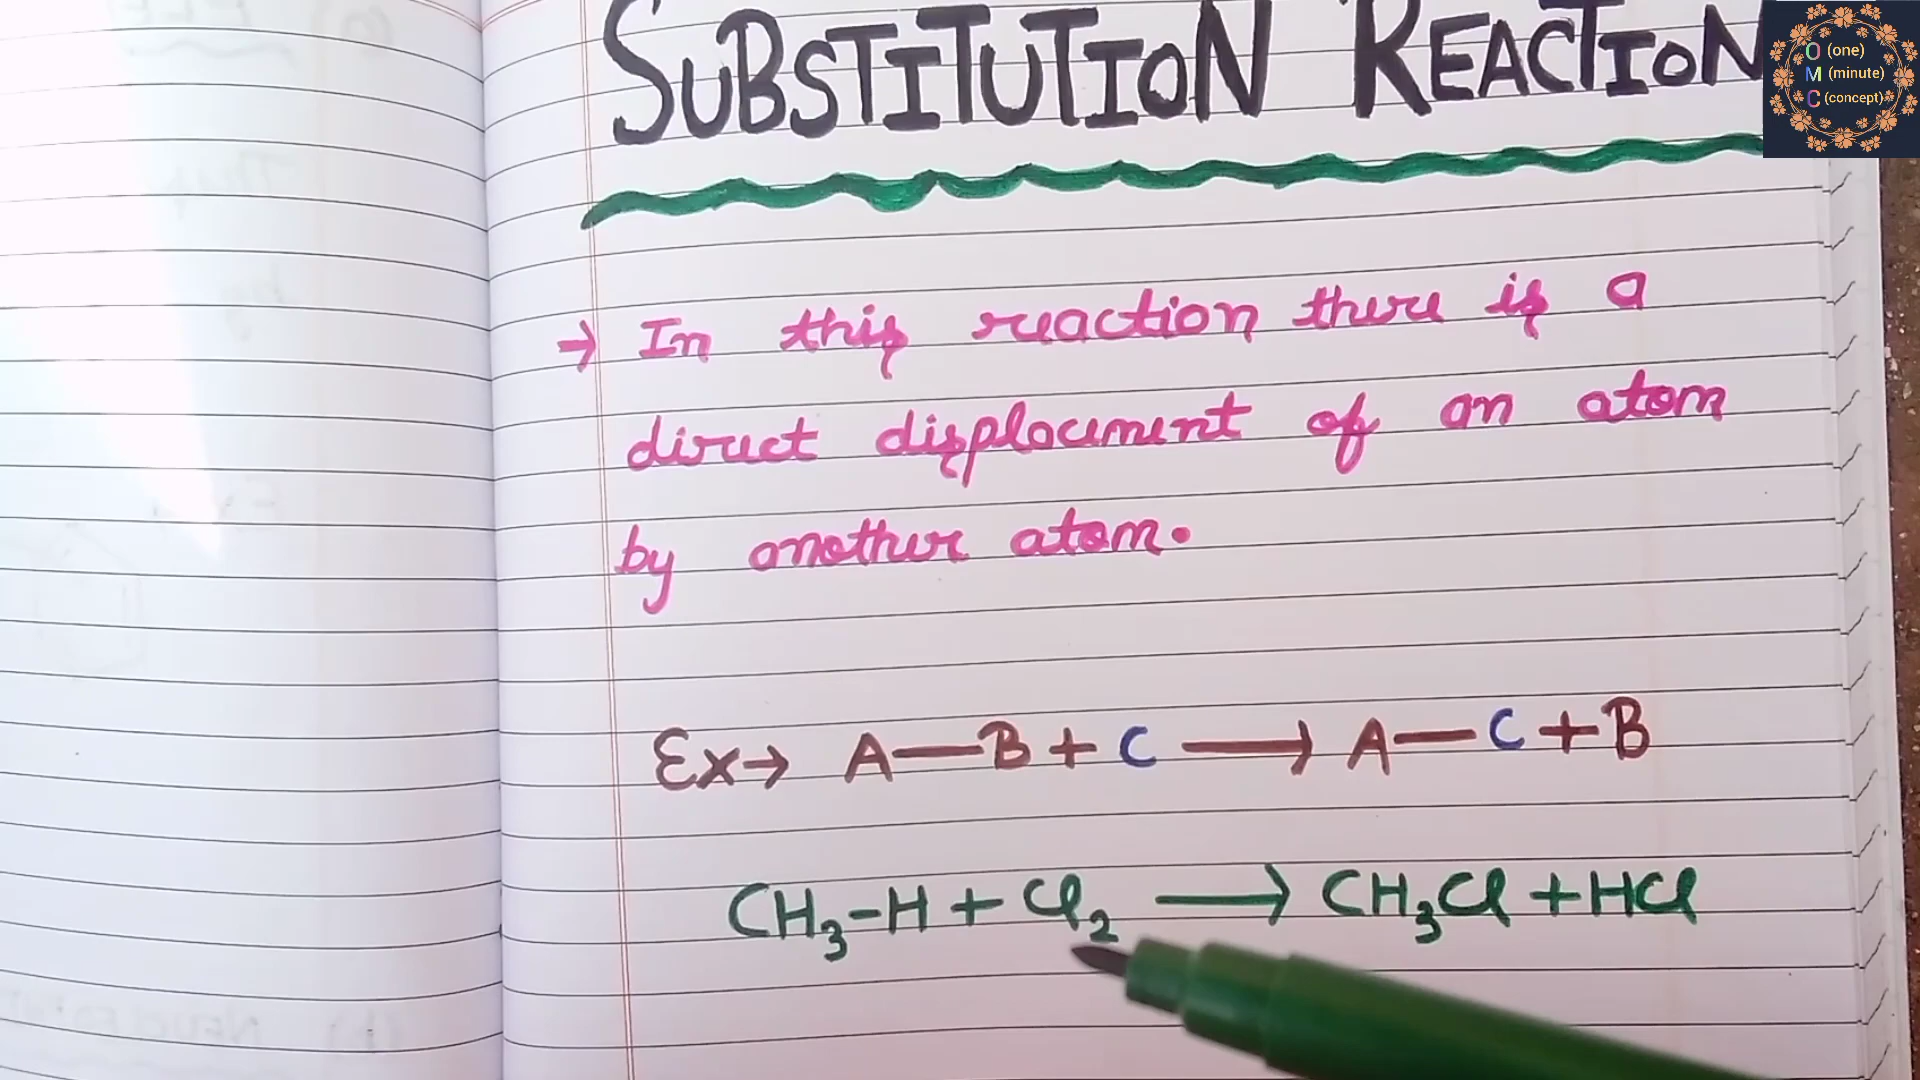 SUBSTITUTION REACTION
O (one)
M (minute)
C (concept)
→ In this reaction there is a
direct displacement of an atom
by another atom.
Ex→ A—B + C ⟶ A—C + B
CH₃-H + Cl₂ ⟶ CH₃Cl + HCl